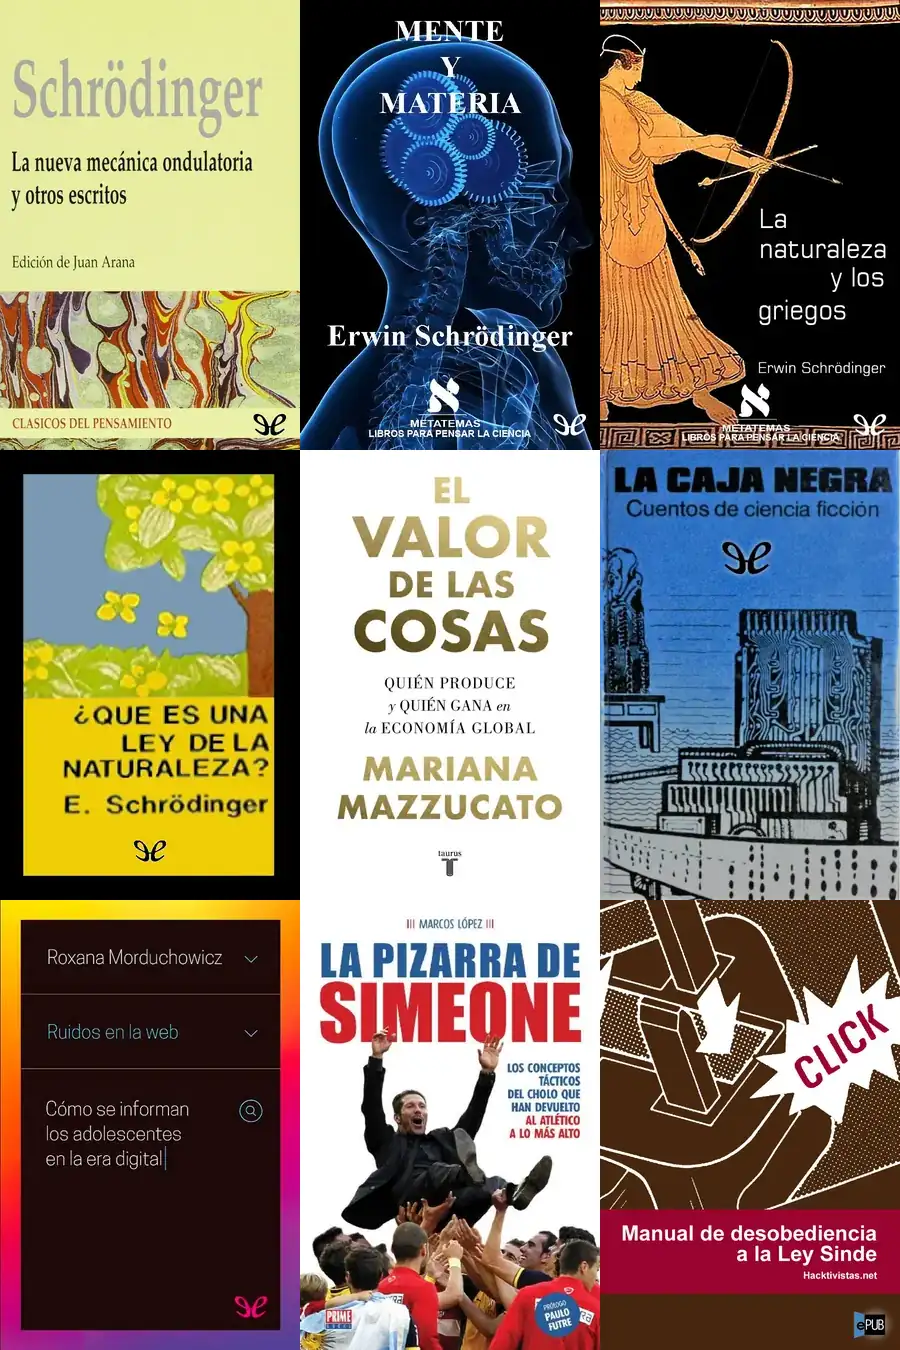 Schrödinger
La nueva mecánica ondulatoria
y otros escritos
Edición de Juan Arana
CLASICOS DEL PENSAMIENTO
MENTE
Y
MATERIA
Erwin Schrödinger
METATEMAS
LIBROS PARA PENSAR LA CIENCIA
La
naturaleza
y los
griegos
Erwin Schrödinger
METATEMAS
LIBROS PARA PENSAR LA CIENCIA
¿QUE ES UNA
LEY DE LA
NATURALEZA?
E. Schrödinger
EL
VALOR
DE LAS
COSAS
QUIÉN PRODUCE
y QUIÉN GANA en
la ECONOMÍA GLOBAL
MARIANA
MAZZUCATO
taurus
LA CAJA NEGRA
Cuentos de ciencia ficción
Roxana Morduchowicz
Ruidos en la web
Cómo se informan
los adolescentes
en la era digital
MARCOS LÓPEZ
LA PIZARRA DE
SIMEONE
LOS CONCEPTOS
TÁCTICOS
DEL CHOLO QUE
HAN DEVUELTO
AL ATLÉTICO
A LO MÁS ALTO
PRIME
PRÓLOGO
PAULO
FUTRE
CLICK
Manual de desobediencia
a la Ley Sinde
Hacktivistas.net
ePUB